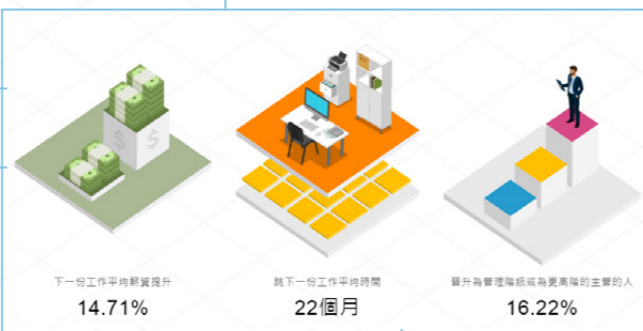 下一份工作平均薪資提升
14.71%
跳下一份工作平均時間
22個月
晉升為管理階級或為更高階的主管的人
16.22%